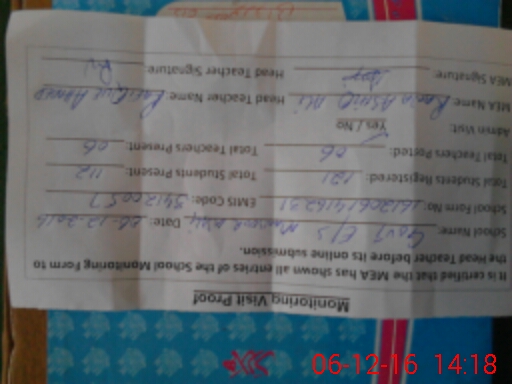 Monitoring Visit Proof
It is certified that the MEA has shown all entries of the School Monitoring Form to
the Head Teacher before its online submission.
School Name: Govt E/S Date: 06-12-2016
School Form No: EMIS Code:
Total Students Registered: 121 Total Students Present: 112
Total Teachers Posted: 06 Total Teachers Present: 06
Admin Visit: Yes / No
MEA Name: Head Teacher Name: Ahmed
MEA Signature: Head Teacher Signature:
06-12-16 14:18